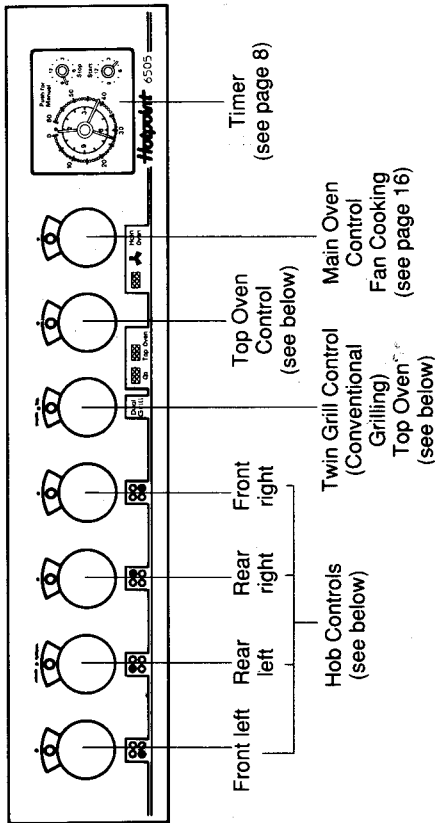 Push for
Manual
Stop
Start
Hotpoint 6505
Dual
Grill
Top Oven
Main
Oven
Timer
(see page 8)
Main Oven
Control
Fan Cooking
(see page 16)
Top Oven
Control
(see below)
Twin Grill Control
(Conventional
Grilling)
Top Oven
(see below)
Front
right
Rear
right
Rear
left
Front left
Hob Controls
(see below)